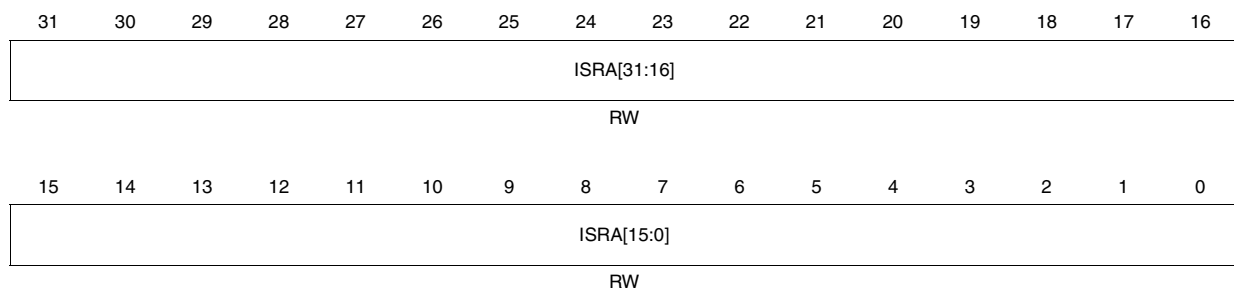 31 30 29 28 27 26 25 24 23 22 21 20 19 18 17 16
ISRA[31:16]
RW
15 14 13 12 11 10 9 8 7 6 5 4 3 2 1 0
ISRA[15:0]
RW